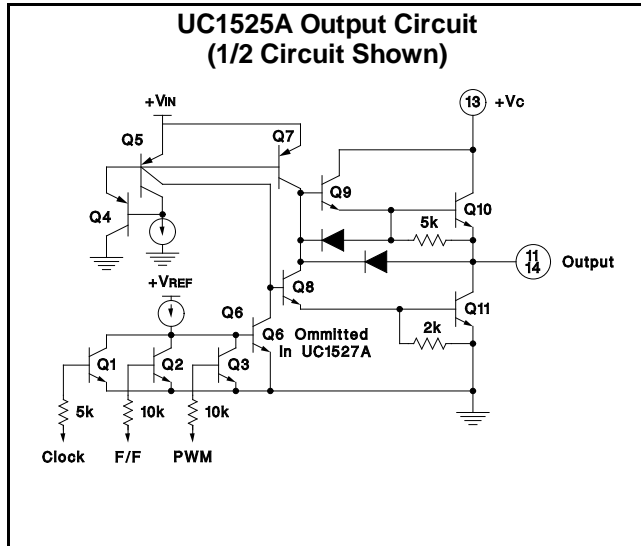 UC1525A Output Circuit
(1/2 Circuit Shown)
13 +VC
+VIN
Q5
Q7
Q9
Q4
Q10
5k
11
14
Output
+VREF
Q8
Q6
Q11
Q6 Ommitted
in UC1527A
2k
Q1
Q2
Q3
5k
10k
10k
Clock
F/F
PWM